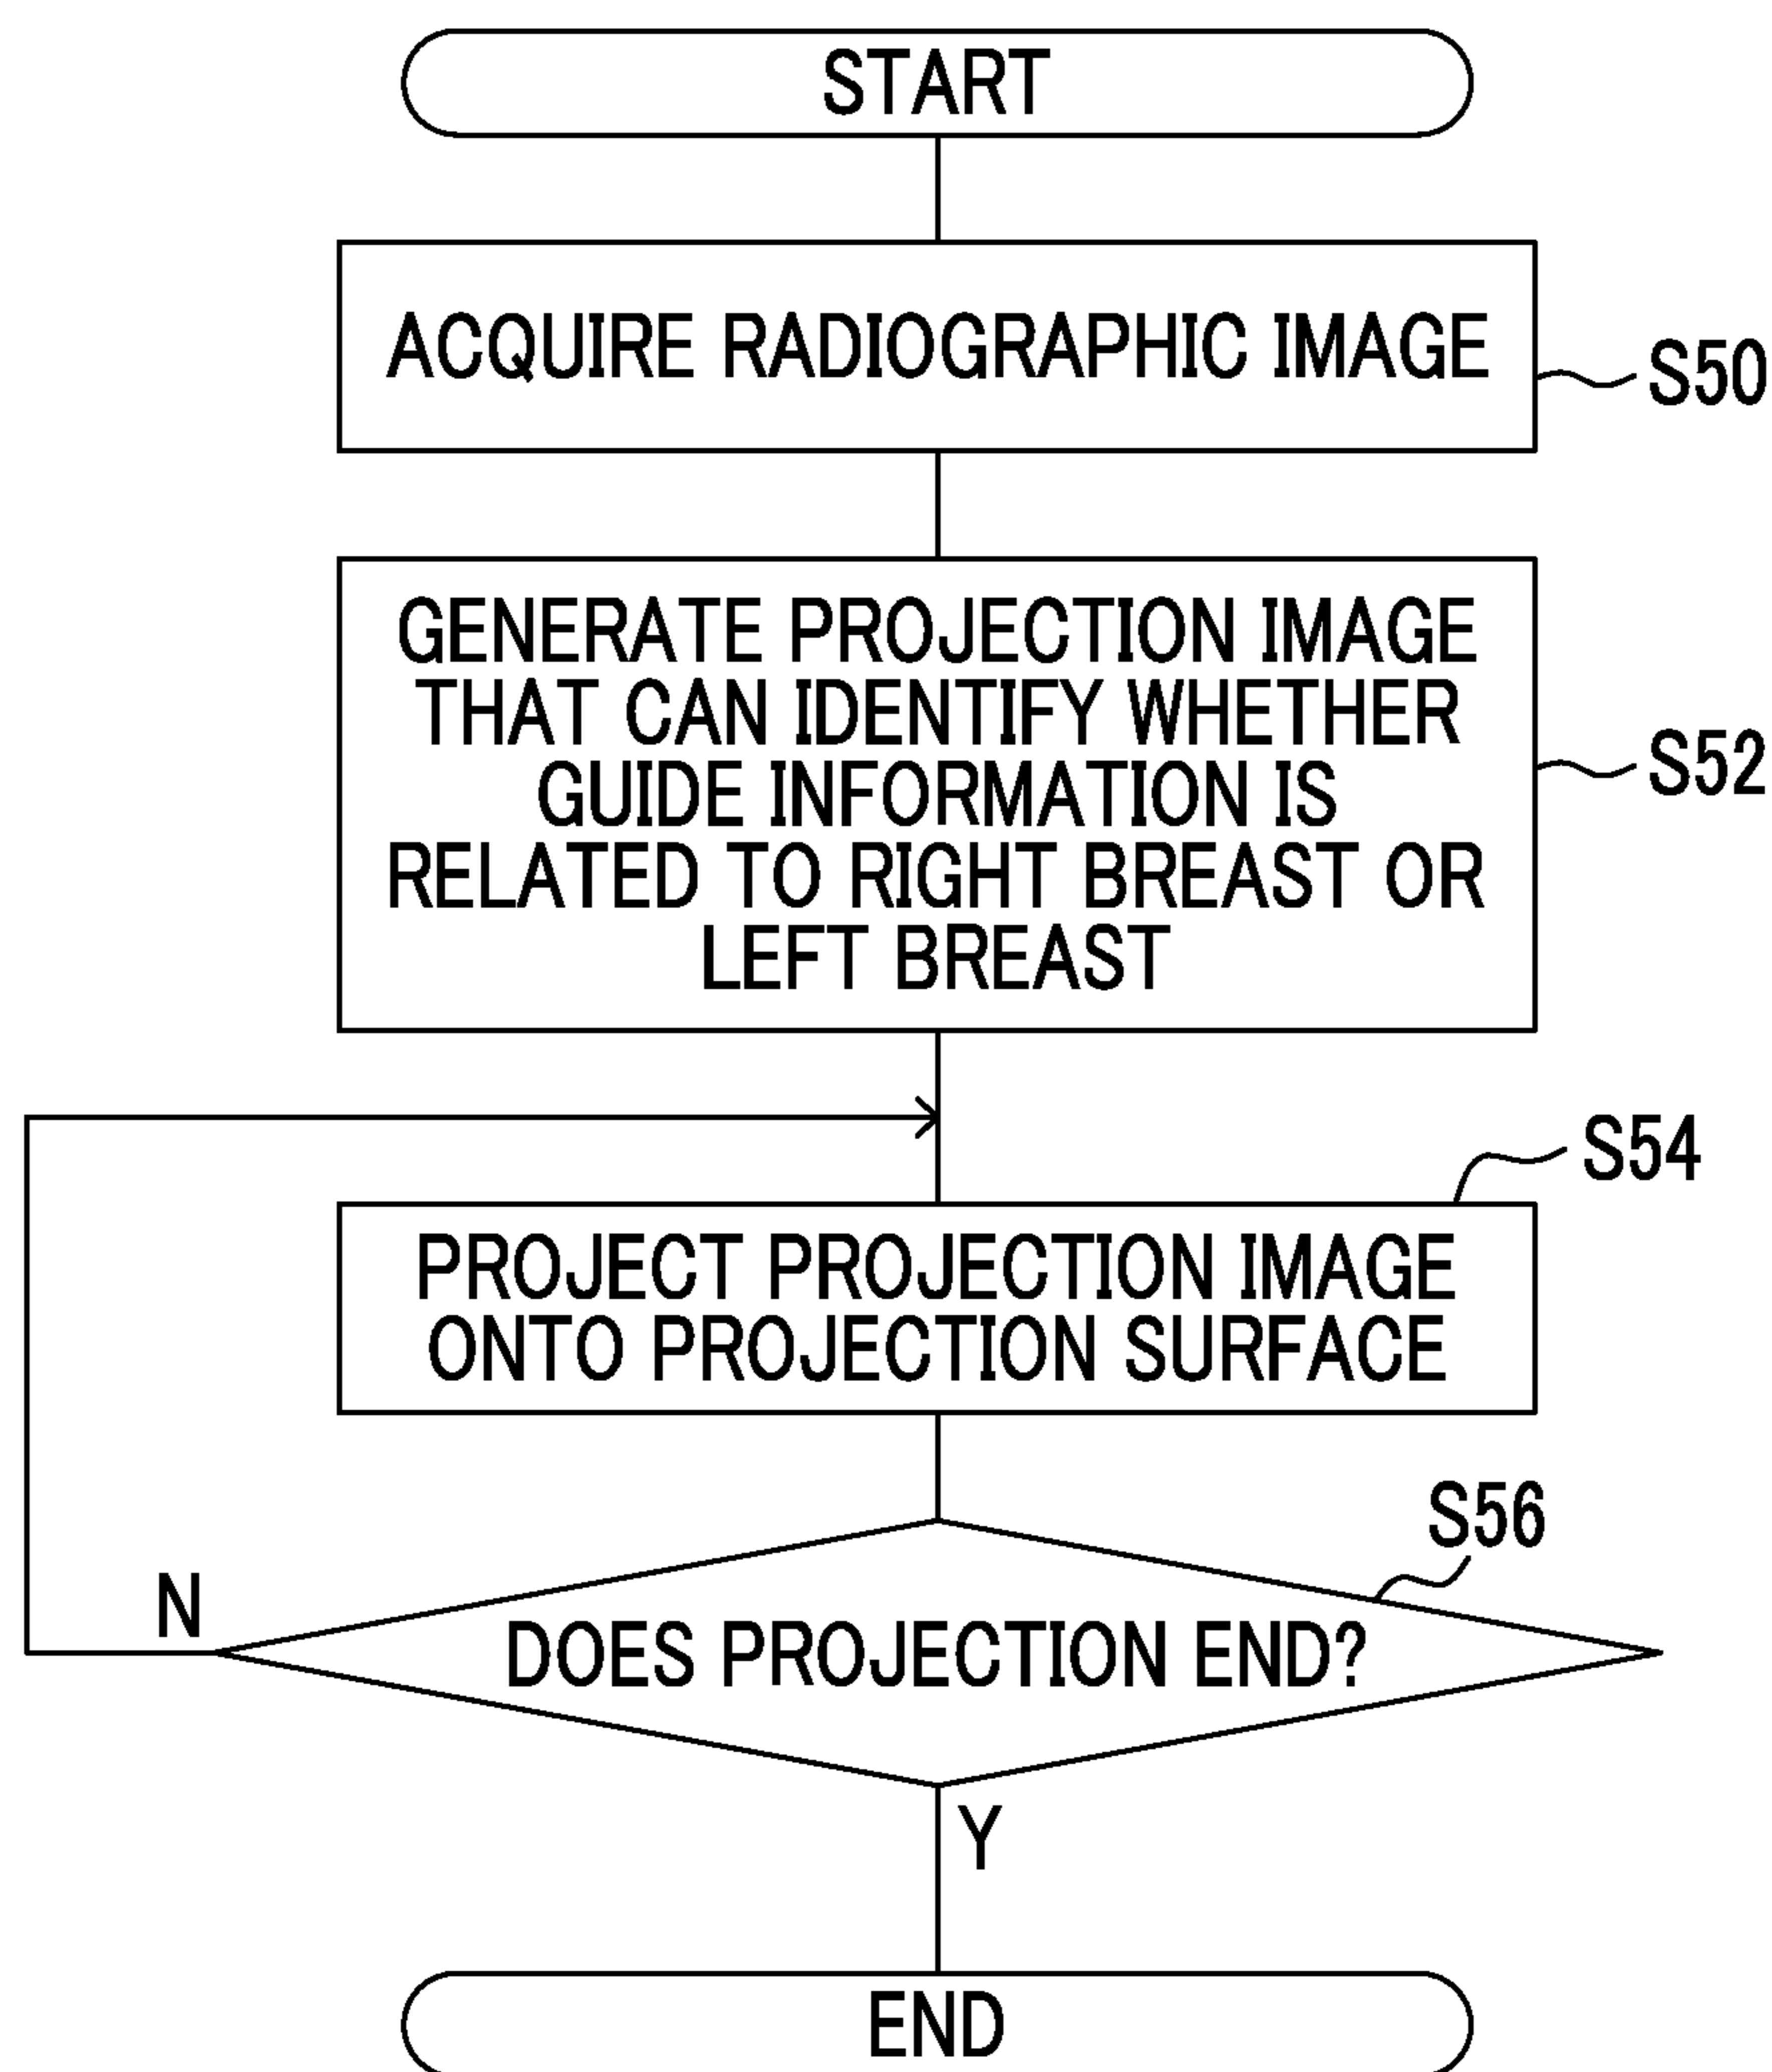 START
ACQUIRE RADIOGRAPHIC IMAGE
S50
GENERATE PROJECTION IMAGE
THAT CAN IDENTIFY WHETHER
GUIDE INFORMATION IS
RELATED TO RIGHT BREAST OR
LEFT BREAST
S52
S54
PROJECT PROJECTION IMAGE
ONTO PROJECTION SURFACE
S56
N
DOES PROJECTION END?
Y
END